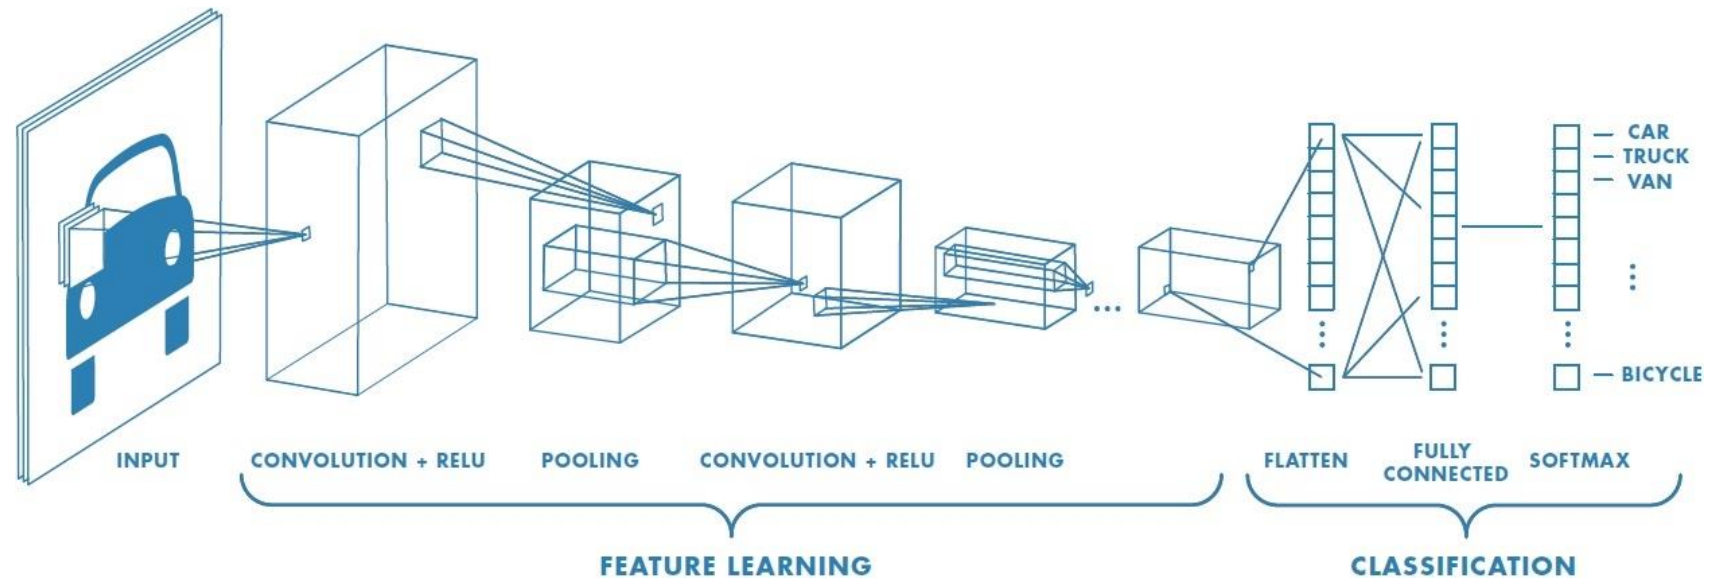 CAR
TRUCK
VAN
BICYCLE
INPUT
CONVOLUTION + RELU
POOLING
CONVOLUTION + RELU
POOLING
FLATTEN
FULLY
CONNECTED
SOFTMAX
FEATURE LEARNING
CLASSIFICATION